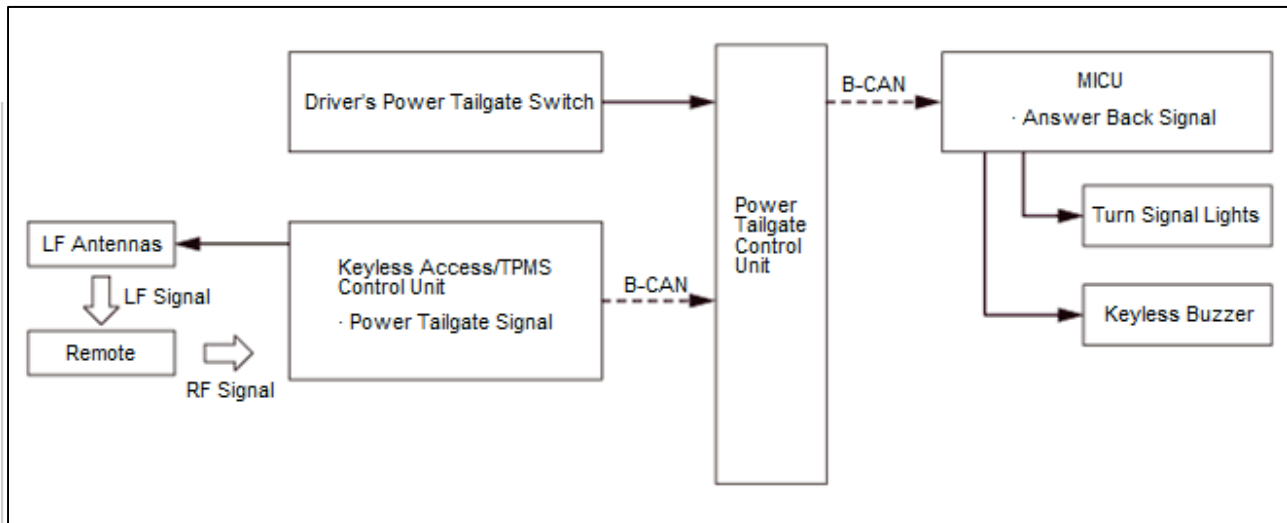 Driver's Power Tailgate Switch
B-CAN
MICU
· Answer Back Signal
Power
Tailgate
Control
Unit
Turn Signal Lights
LF Antennas
Keyless Access/TPMS
Control Unit
· Power Tailgate Signal
B-CAN
LF Signal
Keyless Buzzer
Remote
RF Signal